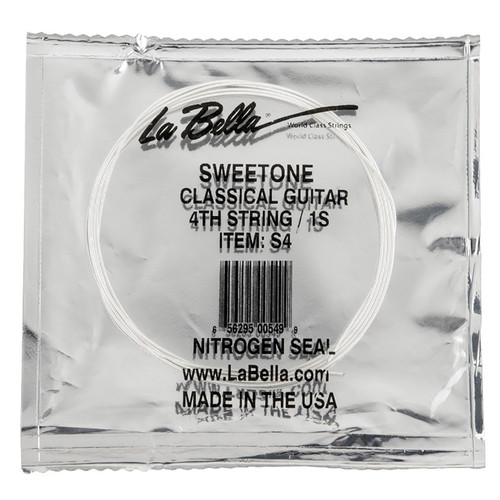 La Bella® World Class Strings
SWEETONE
CLASSICAL GUITAR
4TH STRING / 1S
ITEM: S4
6 56295 00549 9
NITROGEN SEAL
www.LaBella.com
MADE IN THE USA